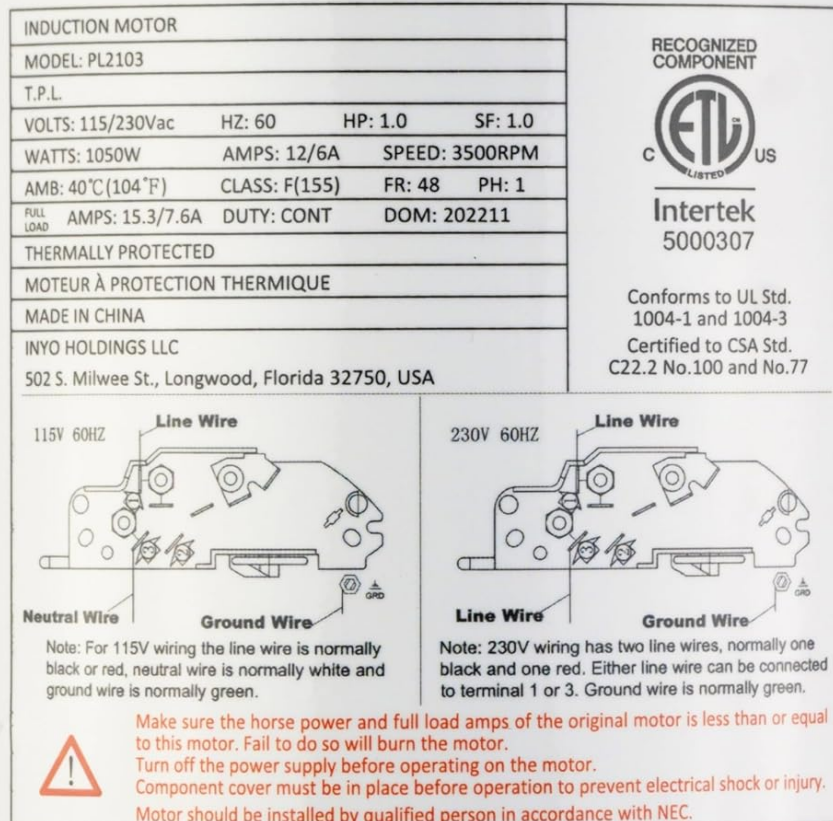 INDUCTION MOTOR
MODEL: PL2103
T.P.L.
VOLTS: 115/230Vac HZ: 60 HP: 1.0 SF: 1.0
WATTS: 1050W AMPS: 12/6A SPEED: 3500RPM
AMB: 40℃(104°F) CLASS: F(155) FR: 48 PH: 1
FULL LOAD AMPS: 15.3/7.6A DUTY: CONT DOM: 202211
THERMALLY PROTECTED
MOTEUR À PROTECTION THERMIQUE
MADE IN CHINA
INYO HOLDINGS LLC
502 S. Milwee St., Longwood, Florida 32750, USA
RECOGNIZED
COMPONENT
ETL
CM
LISTED
C US
Intertek
5000307
Conforms to UL Std.
1004-1 and 1004-3
Certified to CSA Std.
C22.2 No.100 and No.77
115V 60HZ
Line Wire
Neutral Wire
Ground Wire
GRD
Note: For 115V wiring the line wire is normally
black or red, neutral wire is normally white and
ground wire is normally green.
230V 60HZ
Line Wire
Line Wire
Ground Wire
GRD
Note: 230V wiring has two line wires, normally one
black and one red. Either line wire can be connected
to terminal 1 or 3. Ground wire is normally green.
!
Make sure the horse power and full load amps of the original motor is less than or equal
to this motor. Fail to do so will burn the motor.
Turn off the power supply before operating on the motor.
Component cover must be in place before operation to prevent electrical shock or injury.
Motor should be installed by qualified person in accordance with NEC.